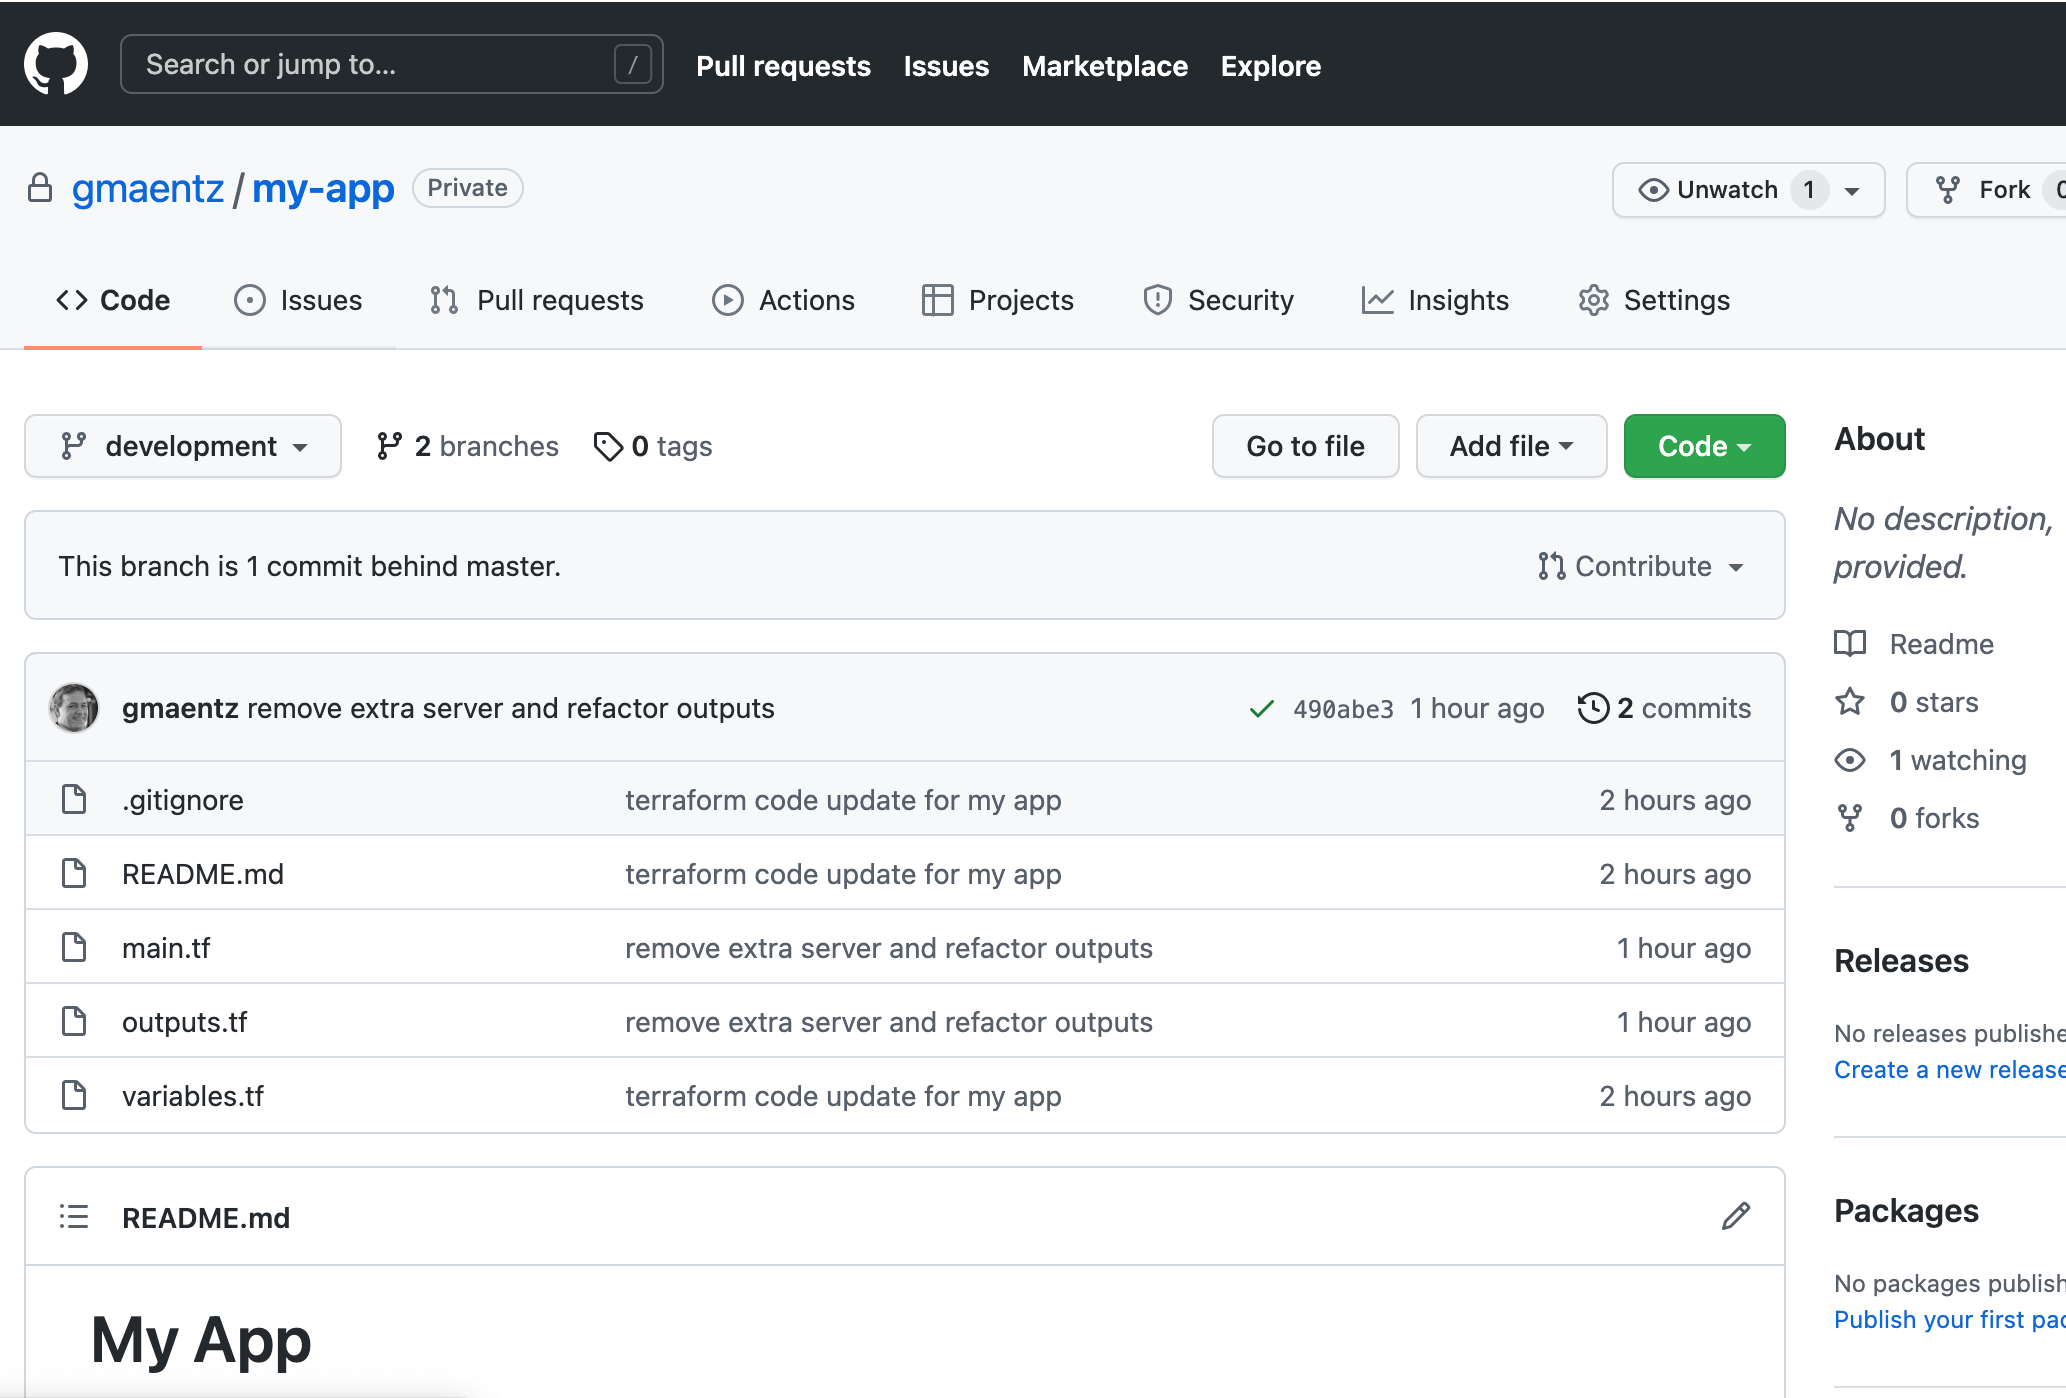 Search or jump to... /
Pull requests Issues Marketplace Explore
gmaentz / my-app Private
Unwatch 1 Fork
Code Issues Pull requests Actions Projects Security Insights Settings
development 2 branches 0 tags
Go to file Add file Code
This branch is 1 commit behind master.
Contribute
gmaentz remove extra server and refactor outputs 490abe3 1 hour ago 2 commits
.gitignore terraform code update for my app 2 hours ago
README.md terraform code update for my app 2 hours ago
main.tf remove extra server and refactor outputs 1 hour ago
outputs.tf remove extra server and refactor outputs 1 hour ago
variables.tf terraform code update for my app 2 hours ago
README.md
My App
About
No description,
provided.
Readme
0 stars
1 watching
0 forks
Releases
No releases publishe
Create a new release
Packages
No packages publish
Publish your first pac